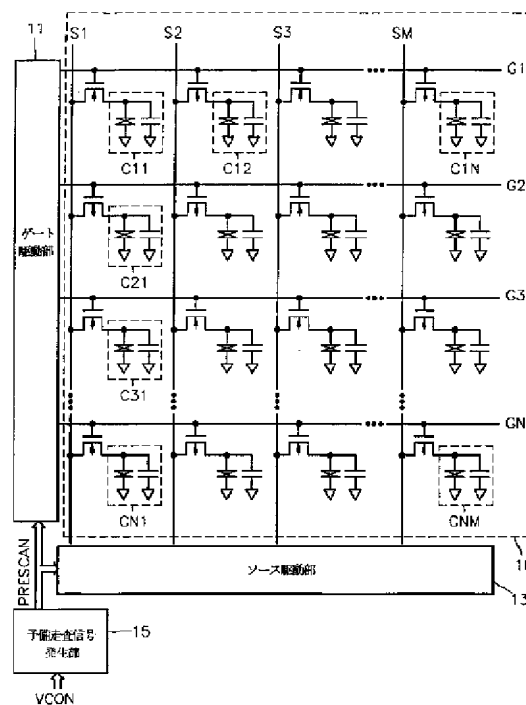 11
S1 S2 S3 SM
G1
C11 C12 C1N
G2
ゲート
駆動部
C21
G3
C31
GN
CN1 CNM
10
PRESCAN
ソース駆動部
13
予備走査信号
発生部
15
VCON